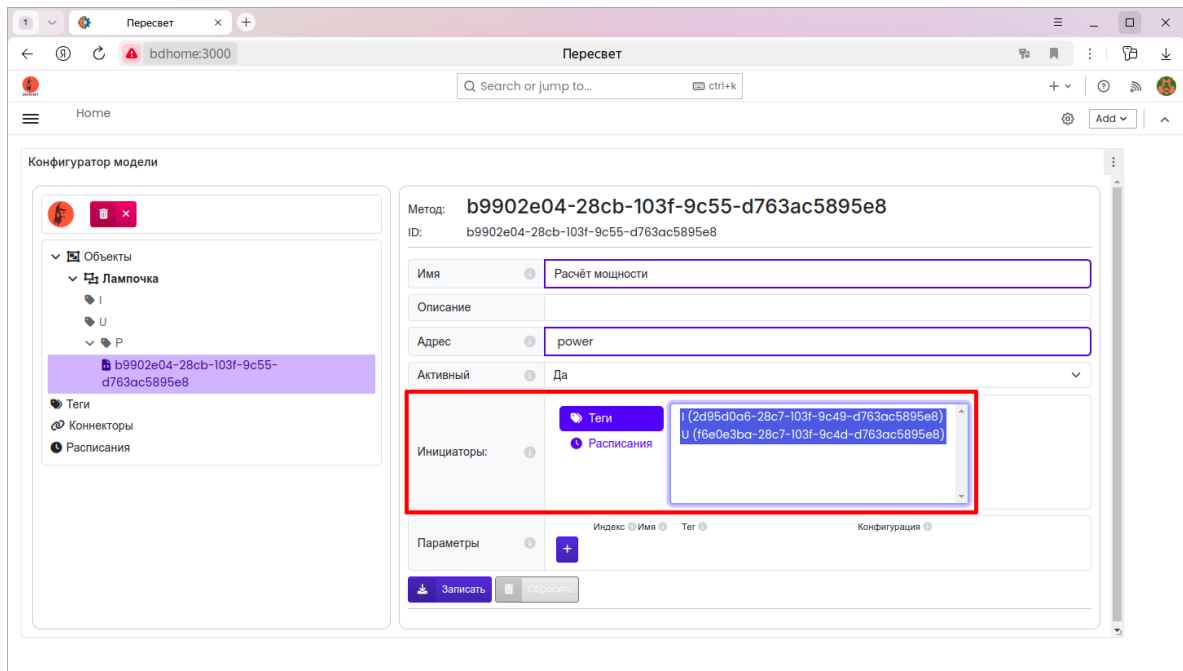 1
Пересвет
bdhome:3000
Пересвет
Search or jump to...
ctrl+k
Home
Add
Конфигуратор модели
Метод: b9902e04-28cb-103f-9c55-d763ac5895e8
ID: b9902e04-28cb-103f-9c55-d763ac5895e8
Объекты
Лампочка
I
U
P
b9902e04-28cb-103f-9c55-
d763ac5895e8
Теги
Коннекторы
Расписания
Имя
Расчёт мощности
Описание
Адрес
power
Активный
Да
Инициаторы:
Теги
Расписания
I (2d95d0a6-28c7-103f-9c49-d763ac5895e8)
U (f6e0e3ba-28c7-103f-9c4d-d763ac5895e8)
Параметры
Индекс Имя Тег Конфигурация
+
Записать
Сбросить